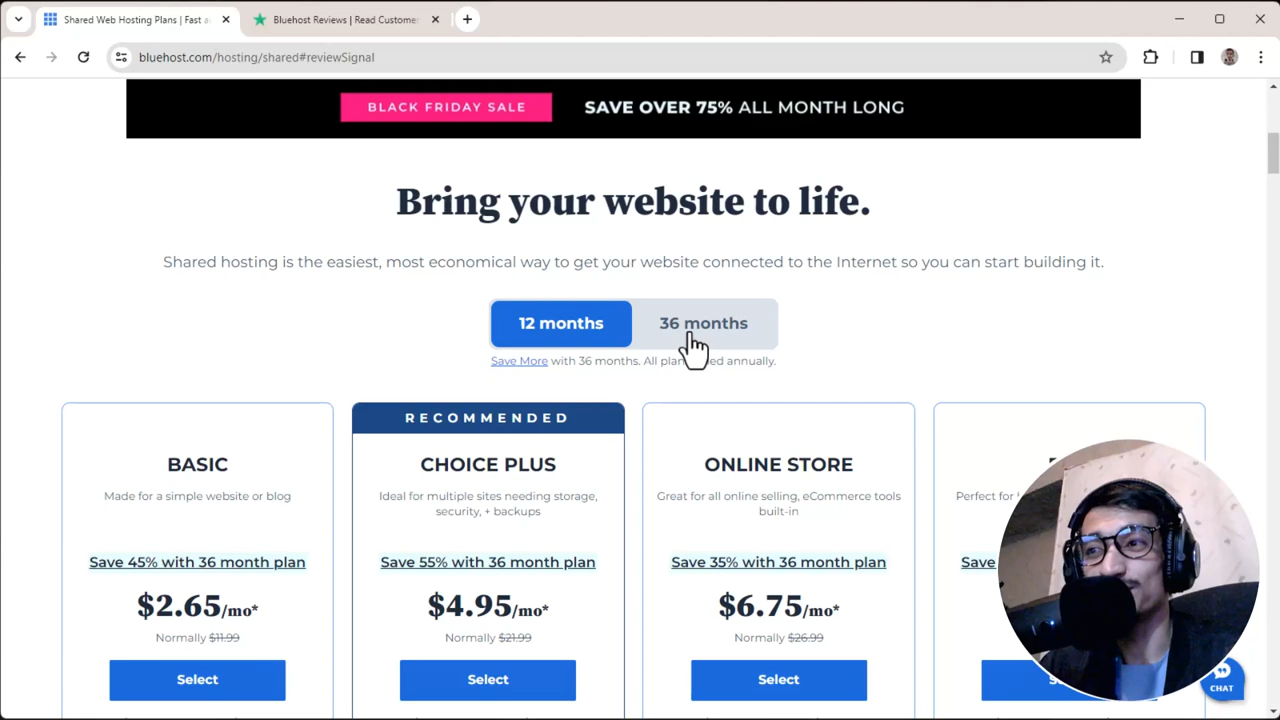 Shared Web Hosting Plans | Fast a
Bluehost Reviews | Read Custome
bluehost.com/hosting/shared#reviewSignal
BLACK FRIDAY SALE
SAVE OVER 75% ALL MONTH LONG
Bring your website to life.
Shared hosting is the easiest, most economical way to get your website connected to the Internet so you can start building it.
12 months
36 months
Save More with 36 months. All plan ed annually.
RECOMMENDED
BASIC
Made for a simple website or blog
Save 45% with 36 month plan
$2.65/mo*
Normally $11.99
Select
CHOICE PLUS
Ideal for multiple sites needing storage,
security, + backups
Save 55% with 36 month plan
$4.95/mo*
Normally $21.99
Select
ONLINE STORE
Great for all online selling, eCommerce tools
built-in
Save 35% with 36 month plan
$6.75/mo*
Normally $26.99
Select
Perfect for
Save
CHAT